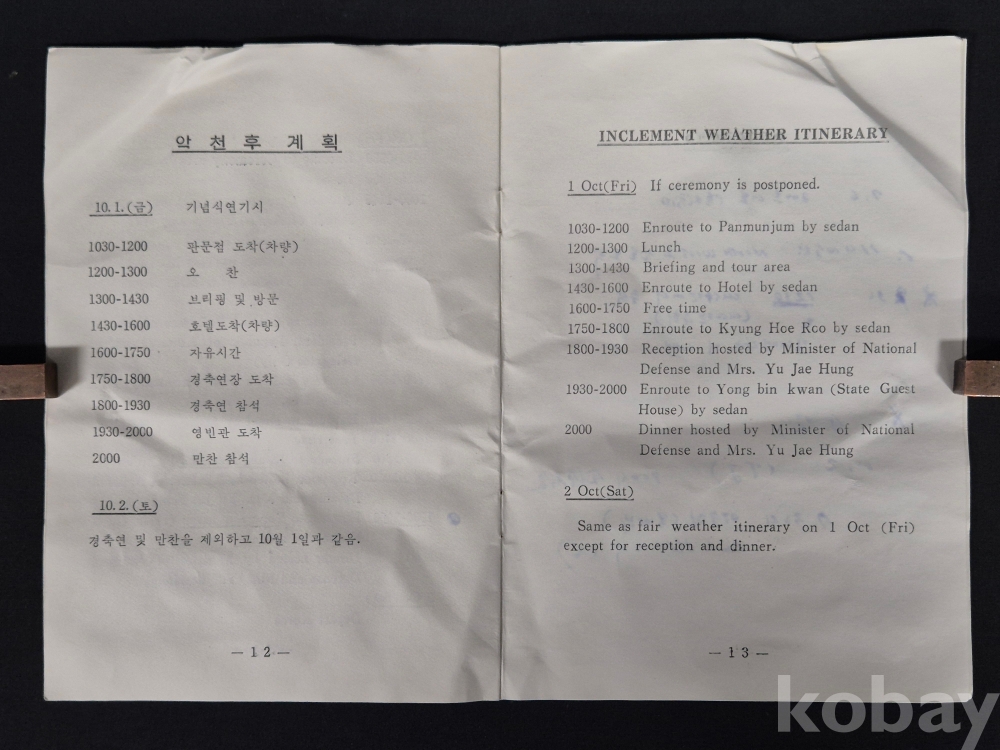 악 천 후 계 획
10.1.(금) 기념식연기시
1030-1200 판문점 도착(차량)
1200-1300 오 찬
1300-1430 브리핑 및 방문
1430-1600 호텔도착(차량)
1600-1750 자유시간
1750-1800 경축연장 도착
1800-1930 경축연 참석
1930-2000 영빈관 도착
2000 만찬 참석
10.2.(토)
경축연 및 만찬을 제외하고 10월 1일과 같음.
— 1 2 —
INCLEMENT WEATHER ITINERARY
1 Oct(Fri) If ceremony is postponed.
1030-1200 Enroute to Panmunjum by sedan
1200-1300 Lunch
1300-1430 Briefing and tour area
1430-1600 Enroute to Hotel by sedan
1600-1750 Free time
1750-1800 Enroute to Kyung Hoe Roo by sedan
1800-1930 Reception hosted by Minister of National
Defense and Mrs. Yu Jae Hung
1930-2000 Enroute to Yong bin kwan (State Guest
House) by sedan
2000 Dinner hosted by Minister of National
Defense and Mrs. Yu Jae Hung
2 Oct(Sat)
Same as fair weather itinerary on 1 Oct (Fri)
except for reception and dinner.
— 1 3 —
kobay